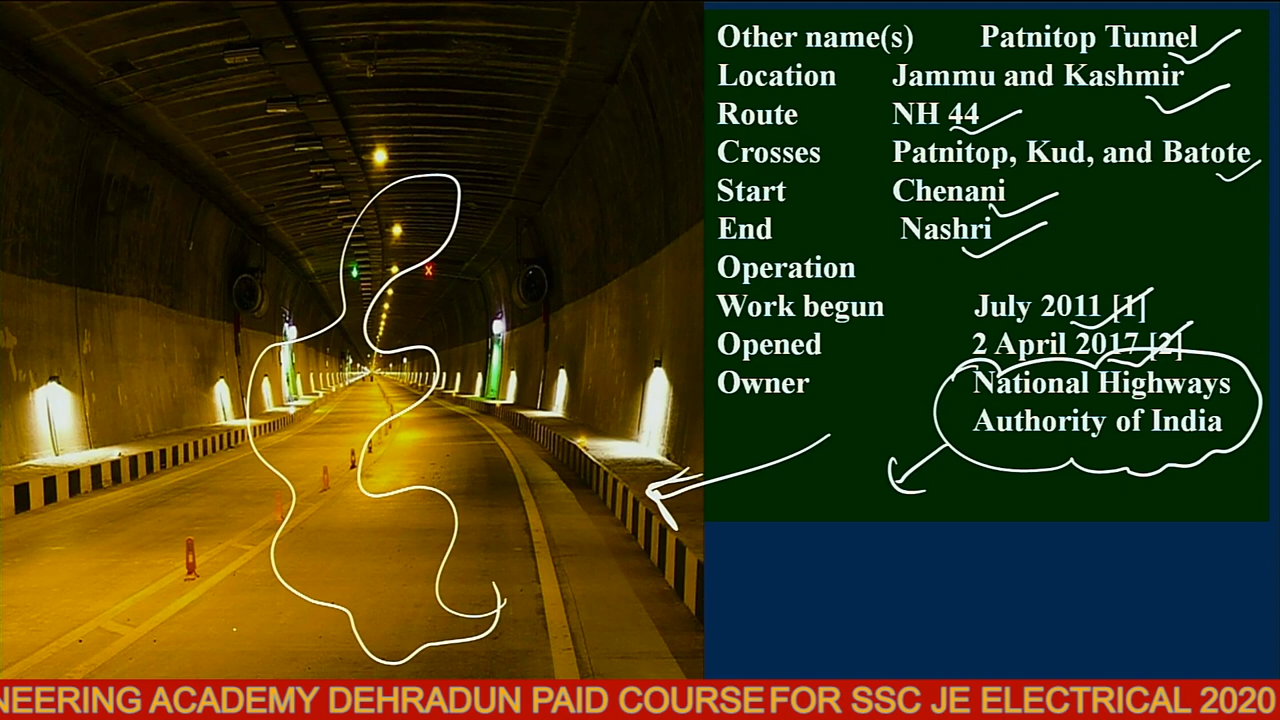 Other name(s) Patnitop Tunnel
Location Jammu and Kashmir
Route NH 44
Crosses Patnitop, Kud, and Batote
Start Chenani
End Nashri
Operation
Work begun July 2011 [1]
Opened 2 April 2017 [2]
Owner National Highways
Authority of India
NEERING ACADEMY DEHRADUN PAID COURSE FOR SSC JE ELECTRICAL 2020